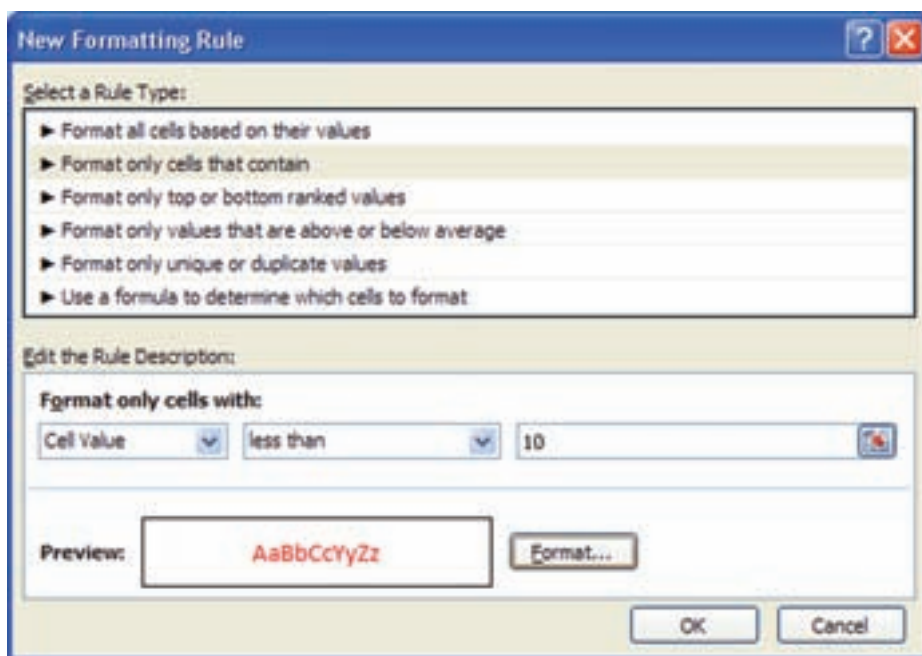 New Formatting Rule
Select a Rule Type:
► Format all cells based on their values
► Format only cells that contain
► Format only top or bottom ranked values
► Format only values that are above or below average
► Format only unique or duplicate values
► Use a formula to determine which cells to format
Edit the Rule Description:
Format only cells with:
Cell Value less than 10
Preview: AaBbCcYyZz Format...
OK Cancel